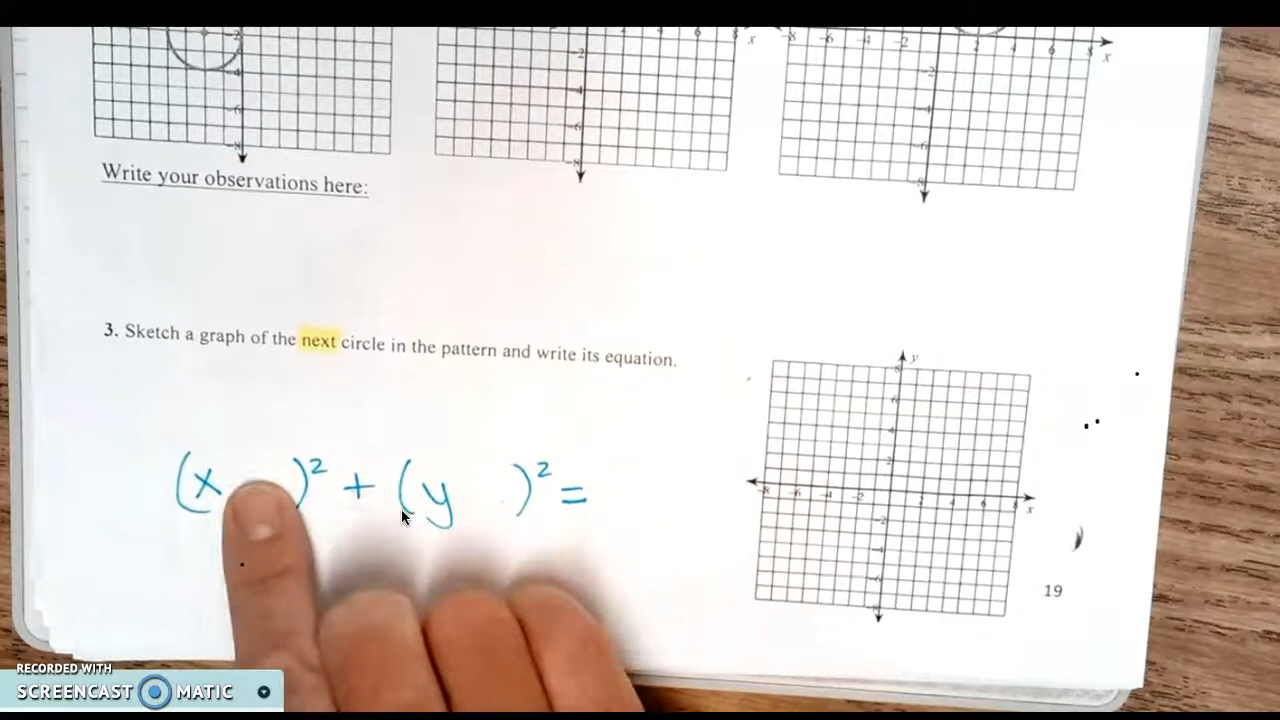 Write your observations here:
3. Sketch a graph of the next circle in the pattern and write its equation.
(x )² + (y )² =
y
x
x
x
19
RECORDED WITH
SCREENCAST MATIC